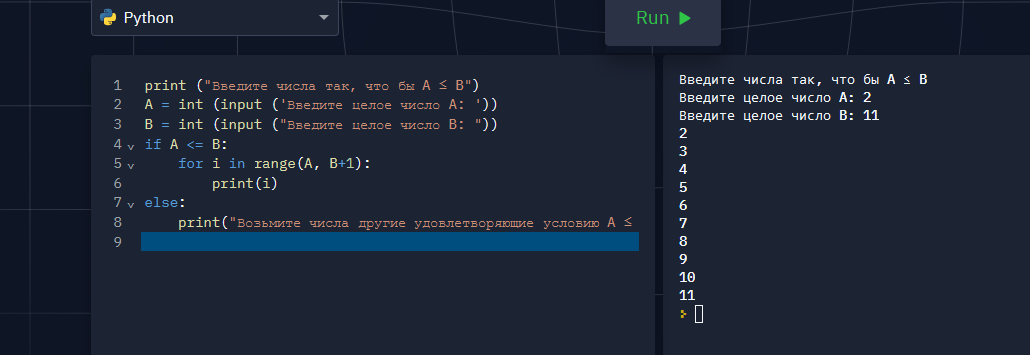 Python
Run
1 print ("Введите числа так, что бы A ≤ B")
2 A = int (input ('Введите целое число A: '))
3 B = int (input ("Введите целое число B: "))
4 if A <= B:
5     for i in range(A, B+1):
6         print(i)
7 else:
8     print("Возьмите числа другие удовлетворяющие условию A ≤
9
Введите числа так, что бы A ≤ B
Введите целое число A: 2
Введите целое число B: 11
2
3
4
5
6
7
8
9
10
11